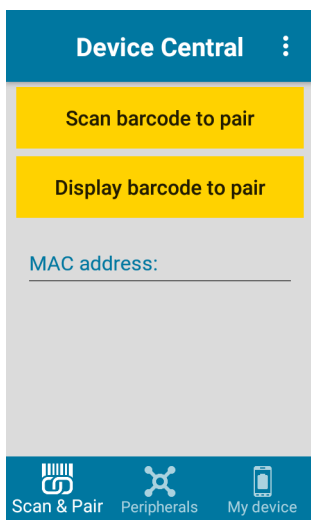 Device Central
Scan barcode to pair
Display barcode to pair
MAC address:
Scan & Pair Peripherals My device